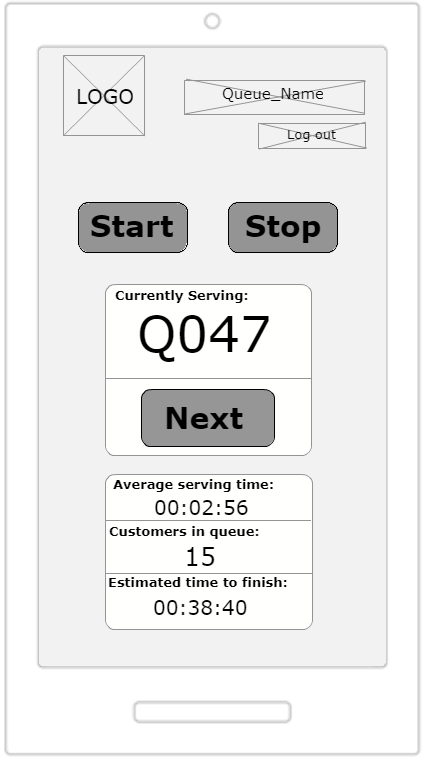 LOGO
Queue_Name
Log out
Start
Stop
Currently Serving:
Q047
Next
Average serving time:
00:02:56
Customers in queue:
15
Estimated time to finish:
00:38:40